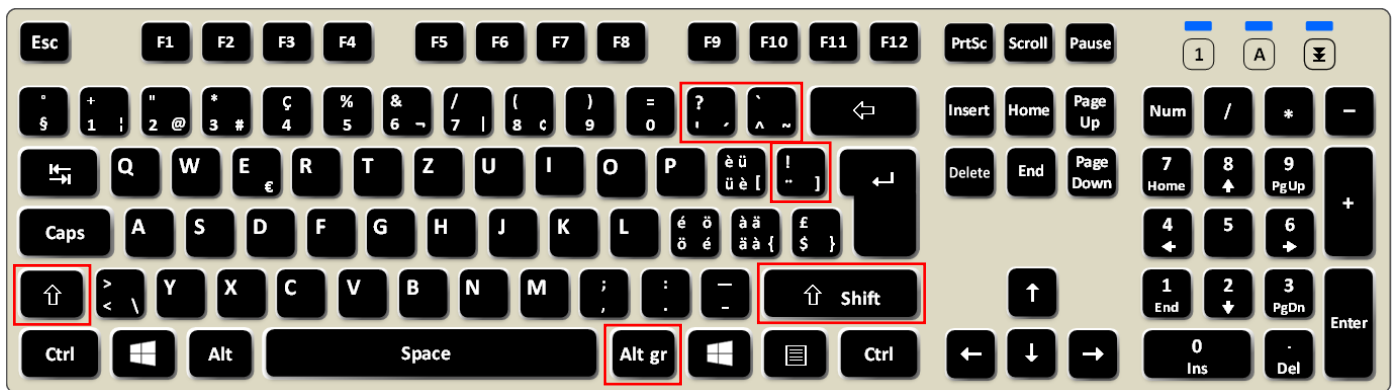 Esc F1 F2 F3 F4 F5 F6 F7 F8 F9 F10 F11 F12 PrtSc Scroll Pause 1 A
° + " * ç % & / ( ) = ? ` Insert Home Page Up Num / * −
§ 1 ¦ 2 @ 3 # 4 5 6 ¬ 7 | 8 ¢ 9 0 ' ´ ^ ~
Q W E € R T Z U I O P è ü ! Delete End Page Down 7 Home 8 9 PgUp +
ü è [ ¨ ]
Caps A S D F G H J K L é ö à ä £ 4 5 6
ö é ä à { $ }
> Y X C V B N M ; : — Shift 1 End 2 3 PgDn Enter
< \ , . -
Ctrl Alt Space Alt gr Ctrl 0 Ins . Del